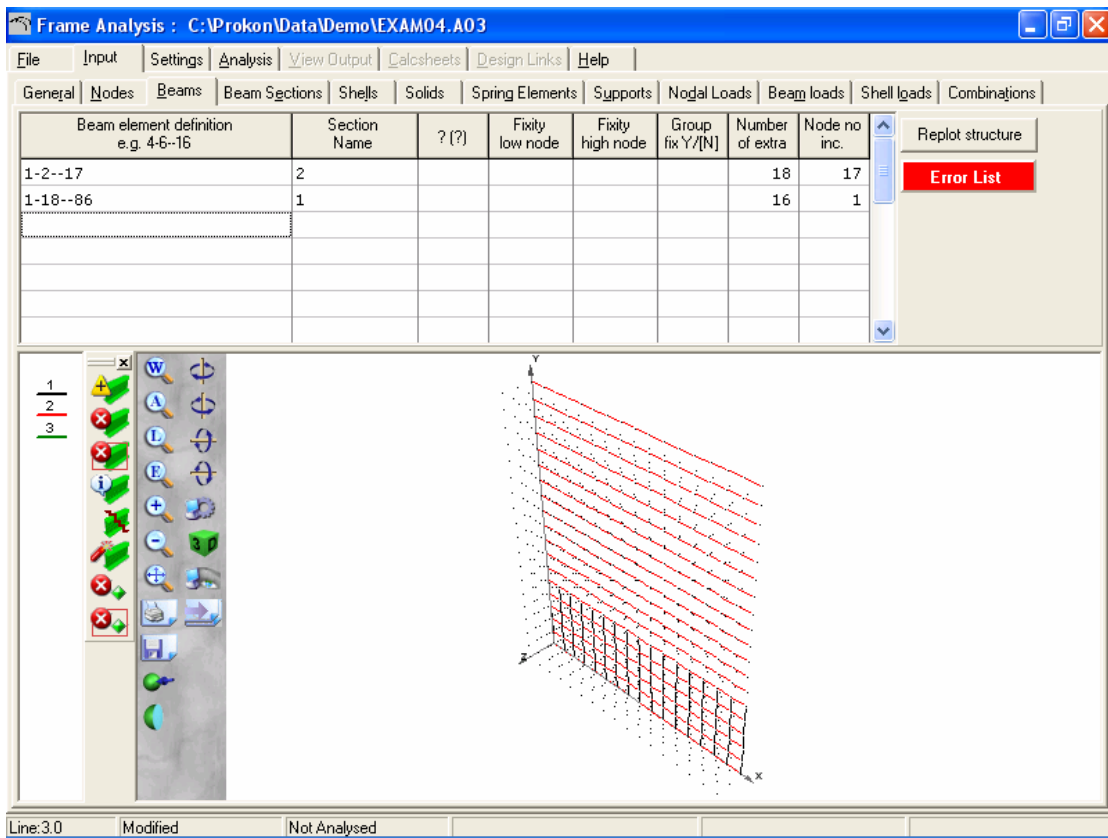 Frame Analysis : C:\Prokon\Data\Demo\EXAM04.A03
File Input Settings Analysis View Output Calcsheets Design Links Help
General Nodes Beams Beam Sections Shells Solids Spring Elements Supports Nodal Loads Beam loads Shell loads Combinations
Beam element definition
e.g. 4-6--16
Section
Name
? (?)
Fixity
low node
Fixity
high node
Group
fix Y/[N]
Number
of extra
Node no
inc.
Replot structure
1-2--17 2 18 17
Error List
1-18--86 1 16 1
1
2
3
W
A
L
E
3D
Y
Z
X
Line:3.0 Modified Not Analysed